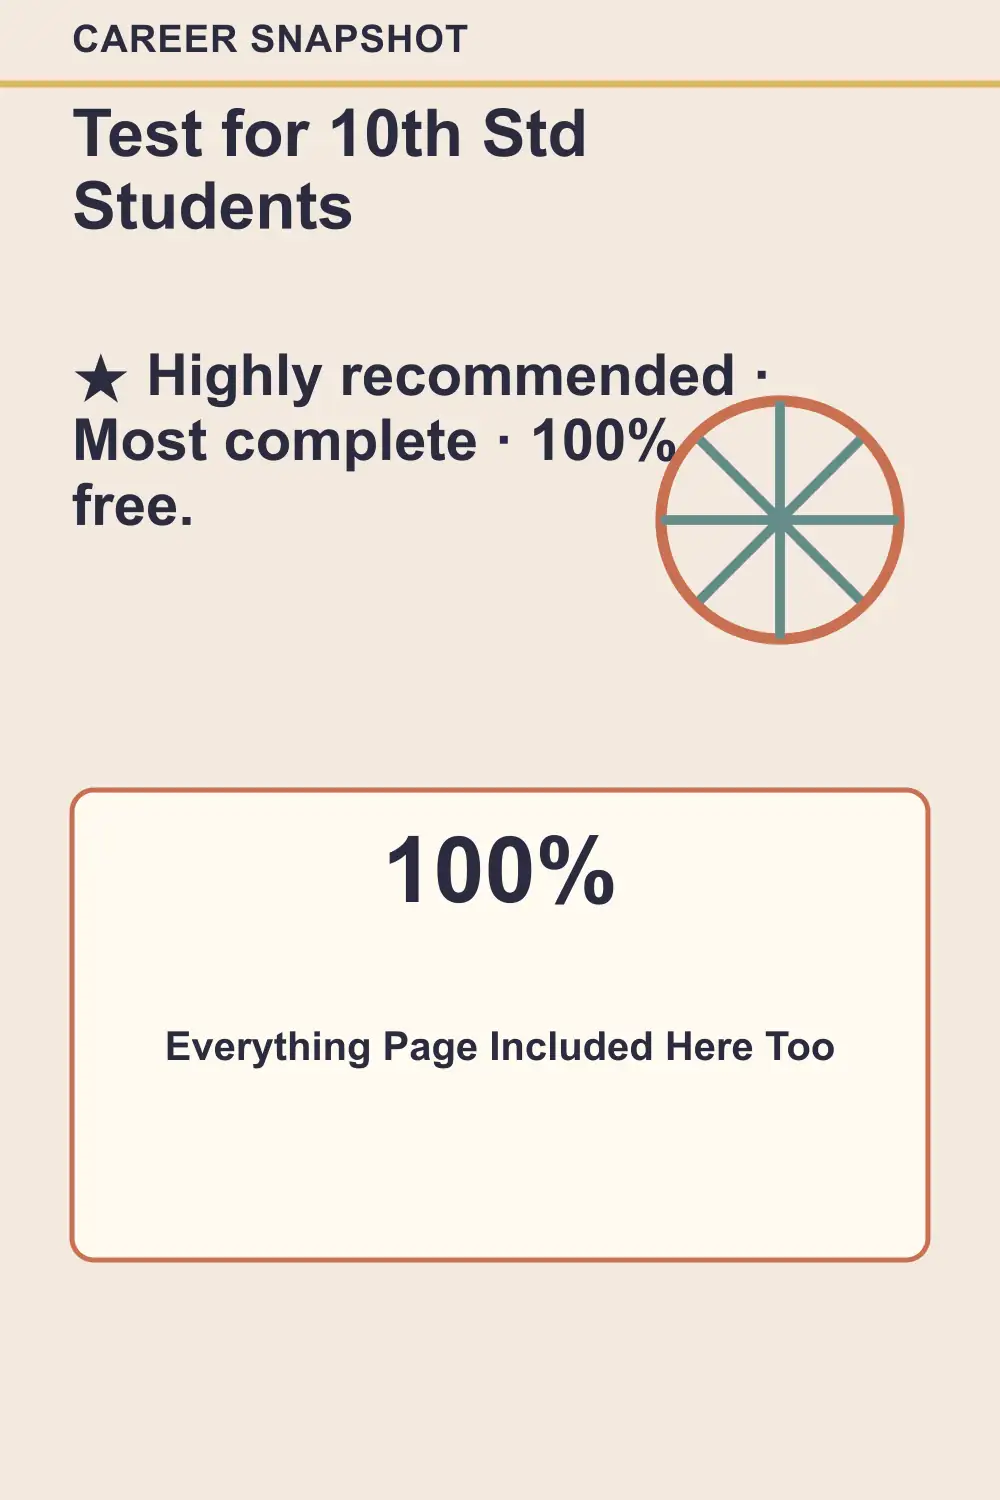 CAREER SNAPSHOT
Test for 10th Std
Students
★ Highly recommended ·
Most complete · 100%
free.
100%
Everything Page Included Here Too